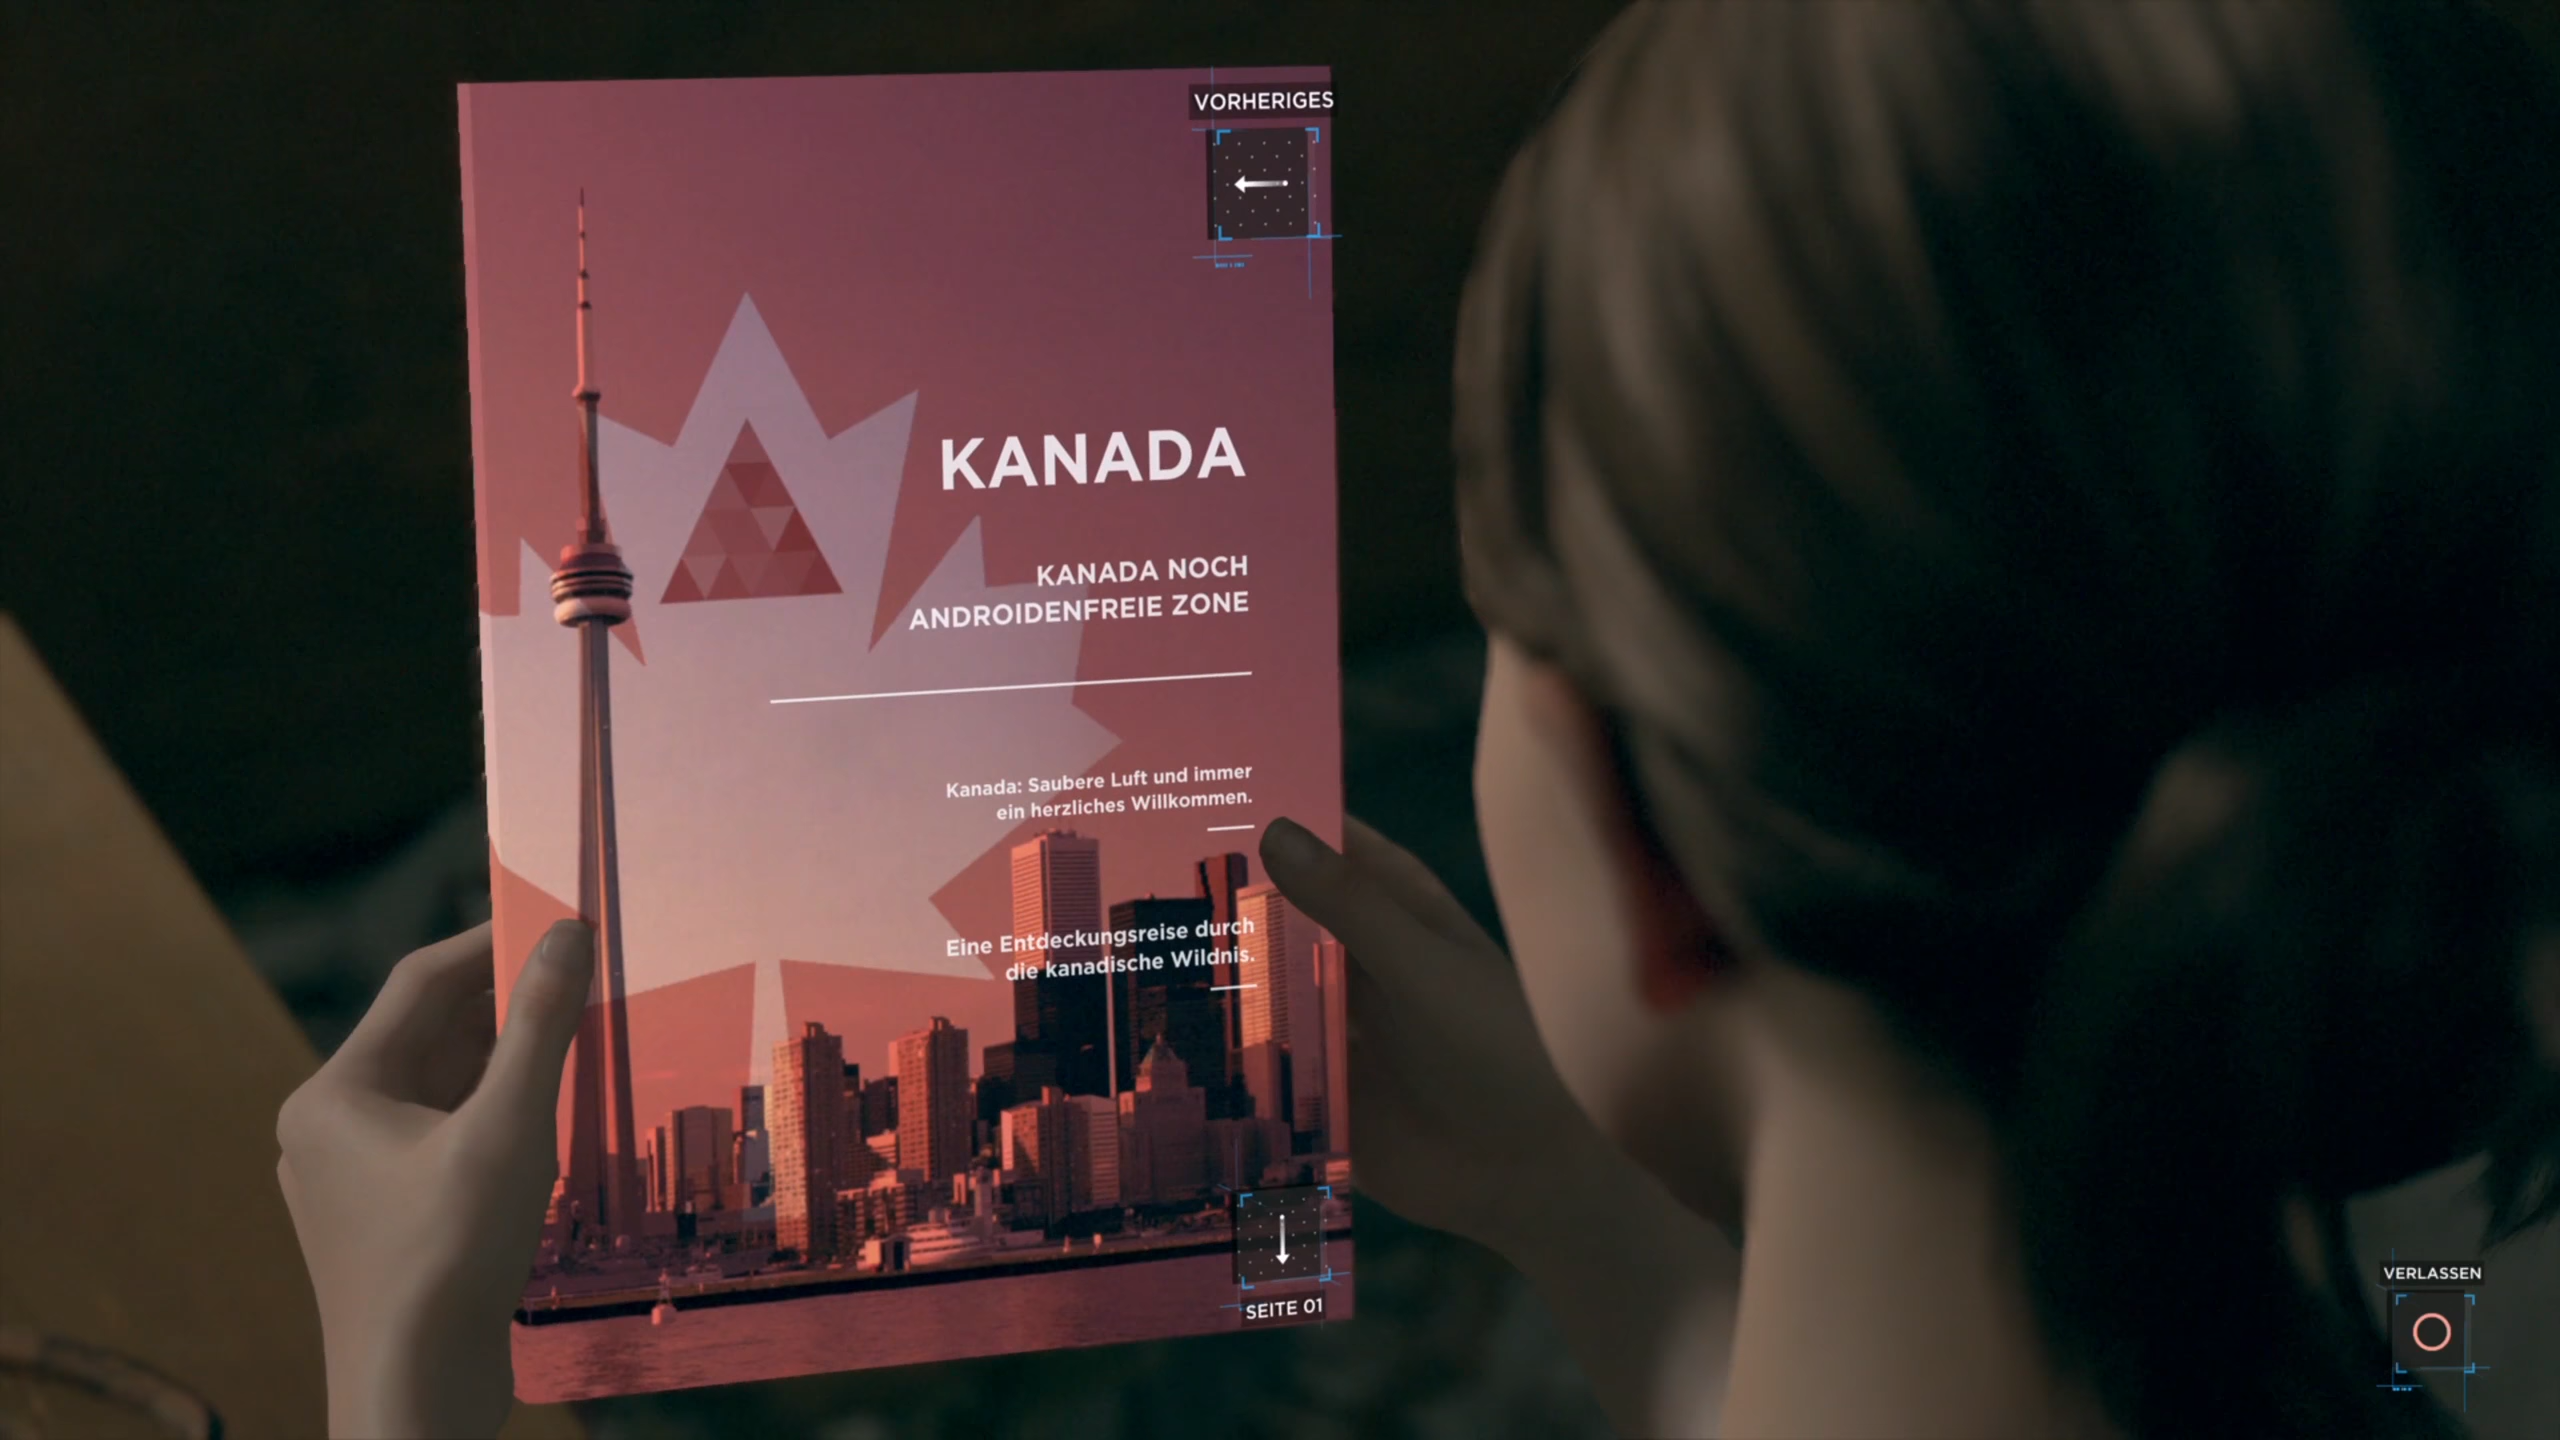 VORHERIGES
KANADA
KANADA NOCH
ANDROIDENFREIE ZONE
Kanada: Saubere Luft und immer
ein herzliches Willkommen.
Eine Entdeckungsreise durch
die kanadische Wildnis.
SEITE 01
VERLASSEN